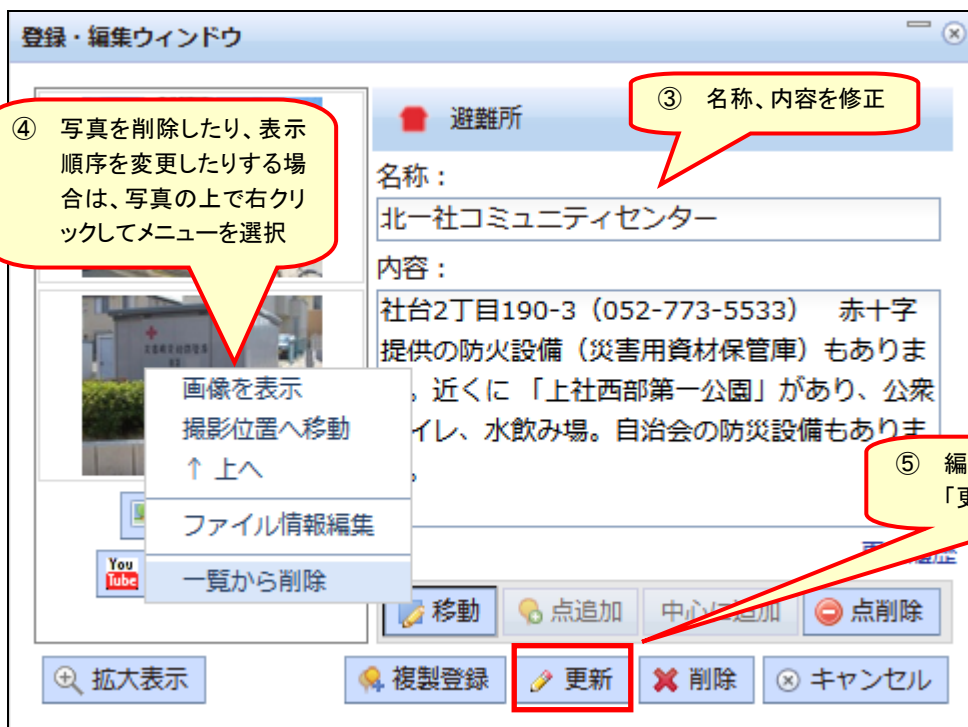 登録・編集ウィンドウ
③ 名称、内容を修正
④ 写真を削除したり、表示
順序を変更したりする場
合は、写真の上で右クリ
ックしてメニューを選択
避難所
名称：
北一社コミュニティセンター
内容：
社台2丁目190-3（052-773-5533）　赤十字
提供の防火設備（災害用資材保管庫）もありま
。近くに 「上社西部第一公園」があり、公衆
イレ、水飲み場。自治会の防災設備もありま
。
画像を表示
撮影位置へ移動
↑ 上へ
ファイル情報編集
一覧から削除
⑤ 編
「更
You
Tube
移動
点追加
中心に追加
点削除
拡大表示
複製登録
更新
削除
キャンセル